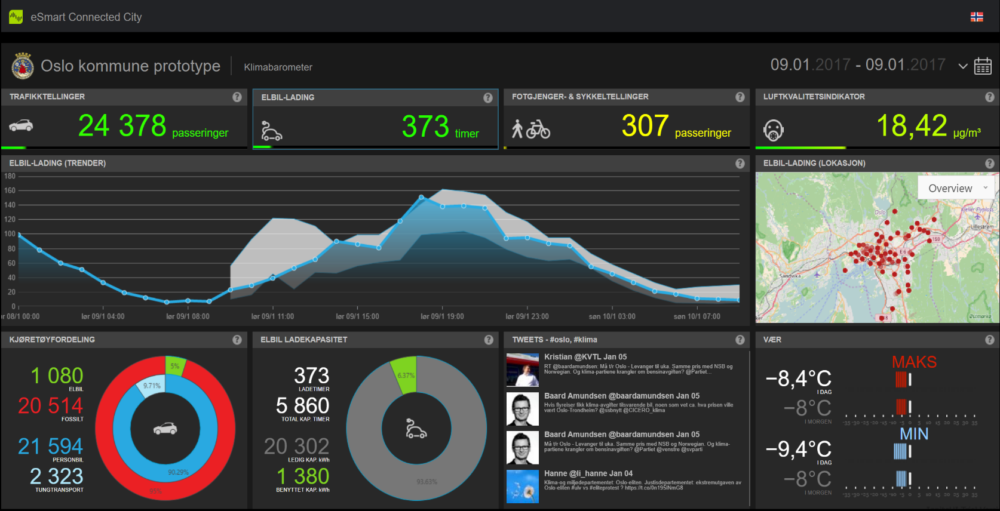 eSmart Connected City
Oslo kommune prototype
Klimabarometer
09.01.2017 - 09.01.2017
TRAFIKKTELLINGER
?
24 378 passeringer
ELBIL-LADING
?
373 timer
FOTGJENGER- & SYKKELTELLINGER
?
307 passeringer
LUFTKVALITETSINDIKATOR
?
18,42 µg/m³
ELBIL-LADING (TRENDER)
?
180
160
140
120
100
80
60
40
20
0
r 08/1 00:00
lør 09/1 04:00
lør 09/1 08:00
lør 09/1 11:00
lør 09/1 15:00
lør 09/1 19:00
lør 09/1 23:00
søn 10/1 03:00
søn 10/1 07:00
ELBIL-LADING (LOKASJON)
?
Overview
Oslo
Kjeller Flyplass
Lillestrøm
159
E 6
Sandvika
Østmarka
ker
KJØRETØYFORDELING
?
1 080
ELBIL
20 514
FOSSILT
21 594
PERSONBIL
2 323
TUNGTRANSPORT
5%
9.71%
90.29%
95%
ELBIL LADEKAPASITET
?
373
LADETIMER
5 860
TOTAL KAP. TIMER
20 302
LEDIG KAP. kWh
1 380
BENYTTET KAP. kWh
6.37%
93.63%
TWEETS - #oslo, #klima
?
Kristian @KVTL Jan 05
RT @baardamundsen: Må t/r Oslo - Levanger til uka. Samme pris med NSB og
Norwegian. Og klima-partiene krangler om bensinavgiften? @Partiet...
Baard Amundsen @baardamundsen Jan 05
Hvis flyreiser fikk klima-avgifter tilsvarende bil, noen som vet ca. hva prisen ville
vært Oslo-Trondheim? @ssbnytt @CICERO_klima
Baard Amundsen @baardamundsen Jan 05
Må t/r Oslo - Levanger til uka. Samme pris med NSB og Norwegian. Og klima-
partiene krangler om bensinavgiften? @Partiet @venstre @svparti
Hanne @li_hanne Jan 04
Klima-og miljødepartementet: Oslo-eliten. Justisdepartementet: ekstremutgaven av
Oslo-eliten #ulv vs #eliteprotest ? https://t.co/0n195INmG8
VÆR
?
MAKS
−8,4°C
I DAG
0
−8°C
I MORGEN
0
-35 -30 -25 -20 -15 -10 -5 0 5 10 15 20 25 30 35
MIN
−9,4°C
I DAG
0
−8°C
I MORGEN
0
-35 -30 -25 -20 -15 -10 -5 0 5 10 15 20 25 30 35